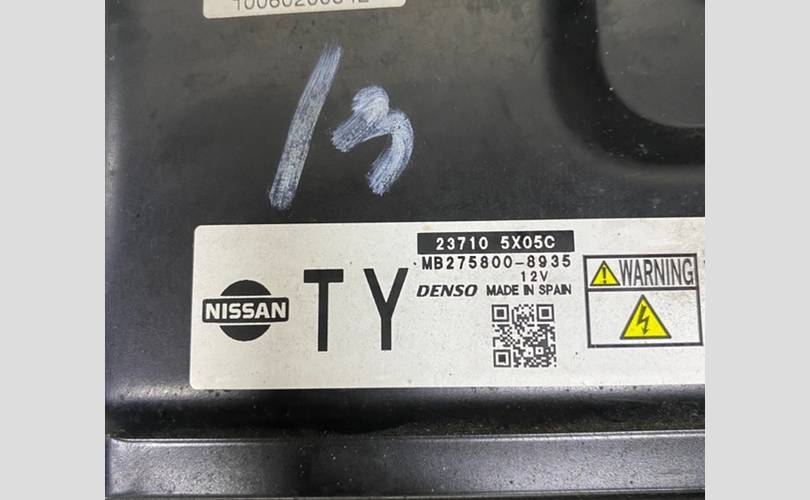 13
23710 5X05C
MB275800-8935
12V
DENSO MADE IN SPAIN
NISSAN
TY
WARNING